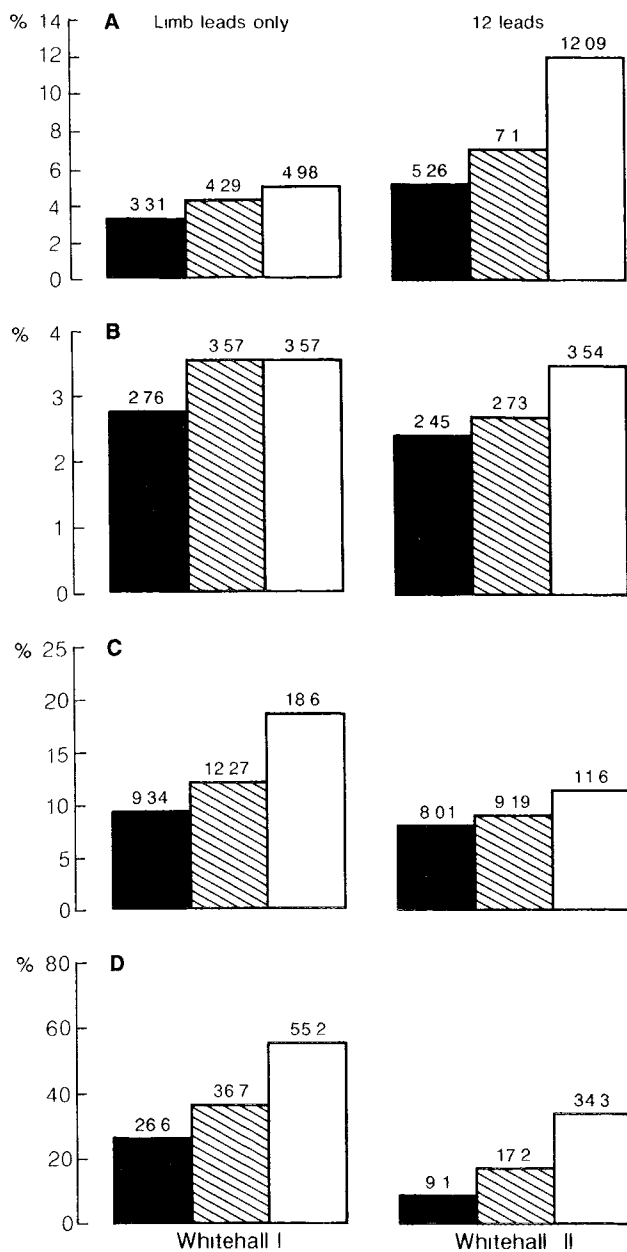 % 14 A Limb leads only 12 leads
12 12 09
10
8 7 1
6 4 98 5 26
4 3 31 4 29
2
0
% 4 B 3 57 3 57 3 54
3 2 76 2 45 2 73
2
1
0
% 25 C
20 18 6
15 12 27 11 6
10 9 34 8 01 9 19
5
0
% 80 D
60 55 2
40 36 7 34 3
20 26 6 9 1 17 2
0
Whitehall I Whitehall II